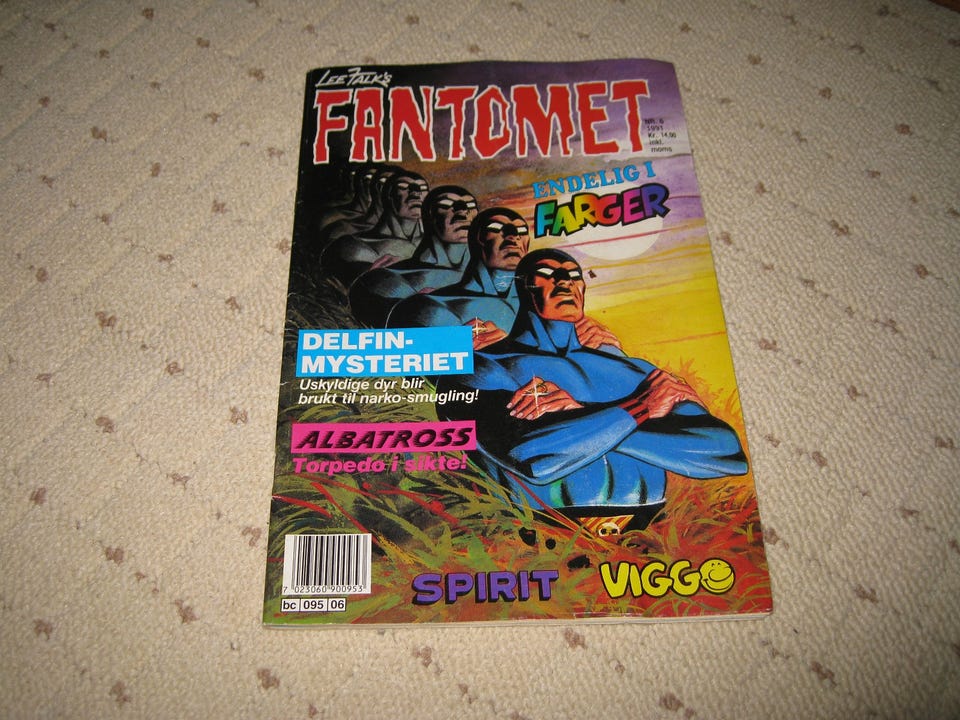 LEE FALK'S
FANTOMET
NR. 6
1991
Kr. 14,00
inkl.
moms
ENDELIG I
FARGER
DELFIN-
MYSTERIET
Uskyldige dyr blir
brukt til narko-smugling!
ALBATROSS
Torpedo i sikte!
7 023060 900953
bc 095 06
SPIRIT
VIGGO